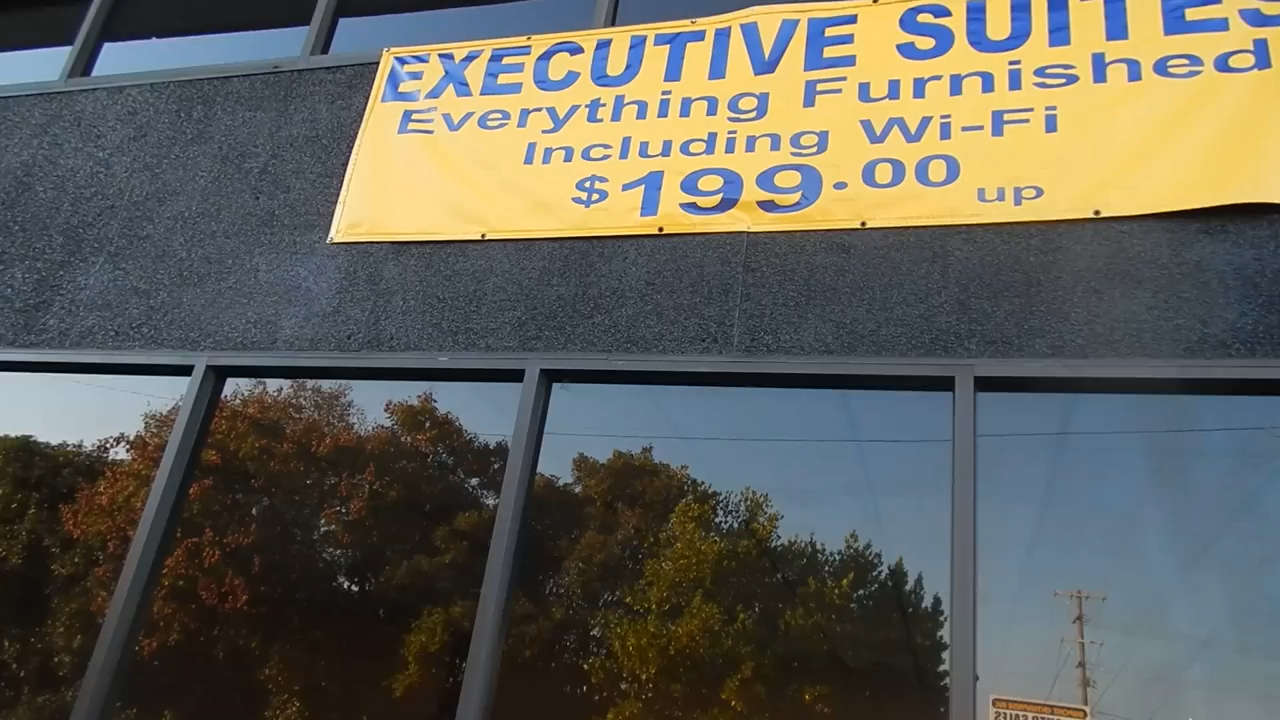 EXECUTIVE SUITES
Everything Furnished
Including Wi-Fi
$199.00 up